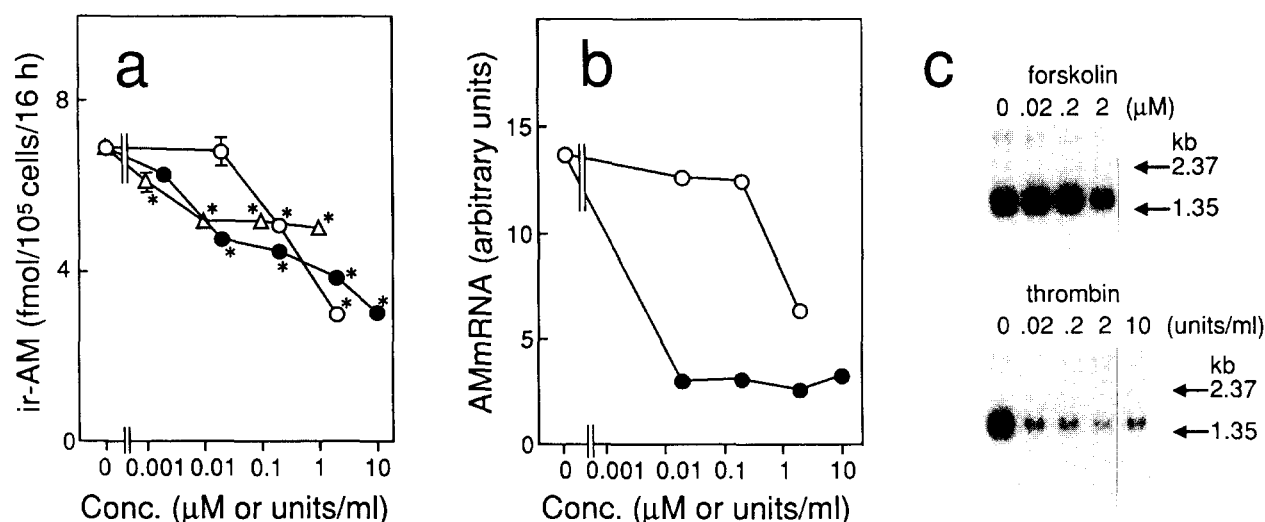 a
ir-AM (fmol/10⁵ cells/16 h)
8
4
0
* * * * * * * * * *
0 0.001 0.01 0.1 1 10
Conc. (μM or units/ml)
b
AMmRNA (arbitrary units)
15
10
5
0
0 0.001 0.01 0.1 1 10
Conc. (μM or units/ml)
c
forskolin
0 .02 .2 2 (μM)
kb
2.37
1.35
thrombin
0 .02 .2 2 10 (units/ml)
kb
2.37
1.35